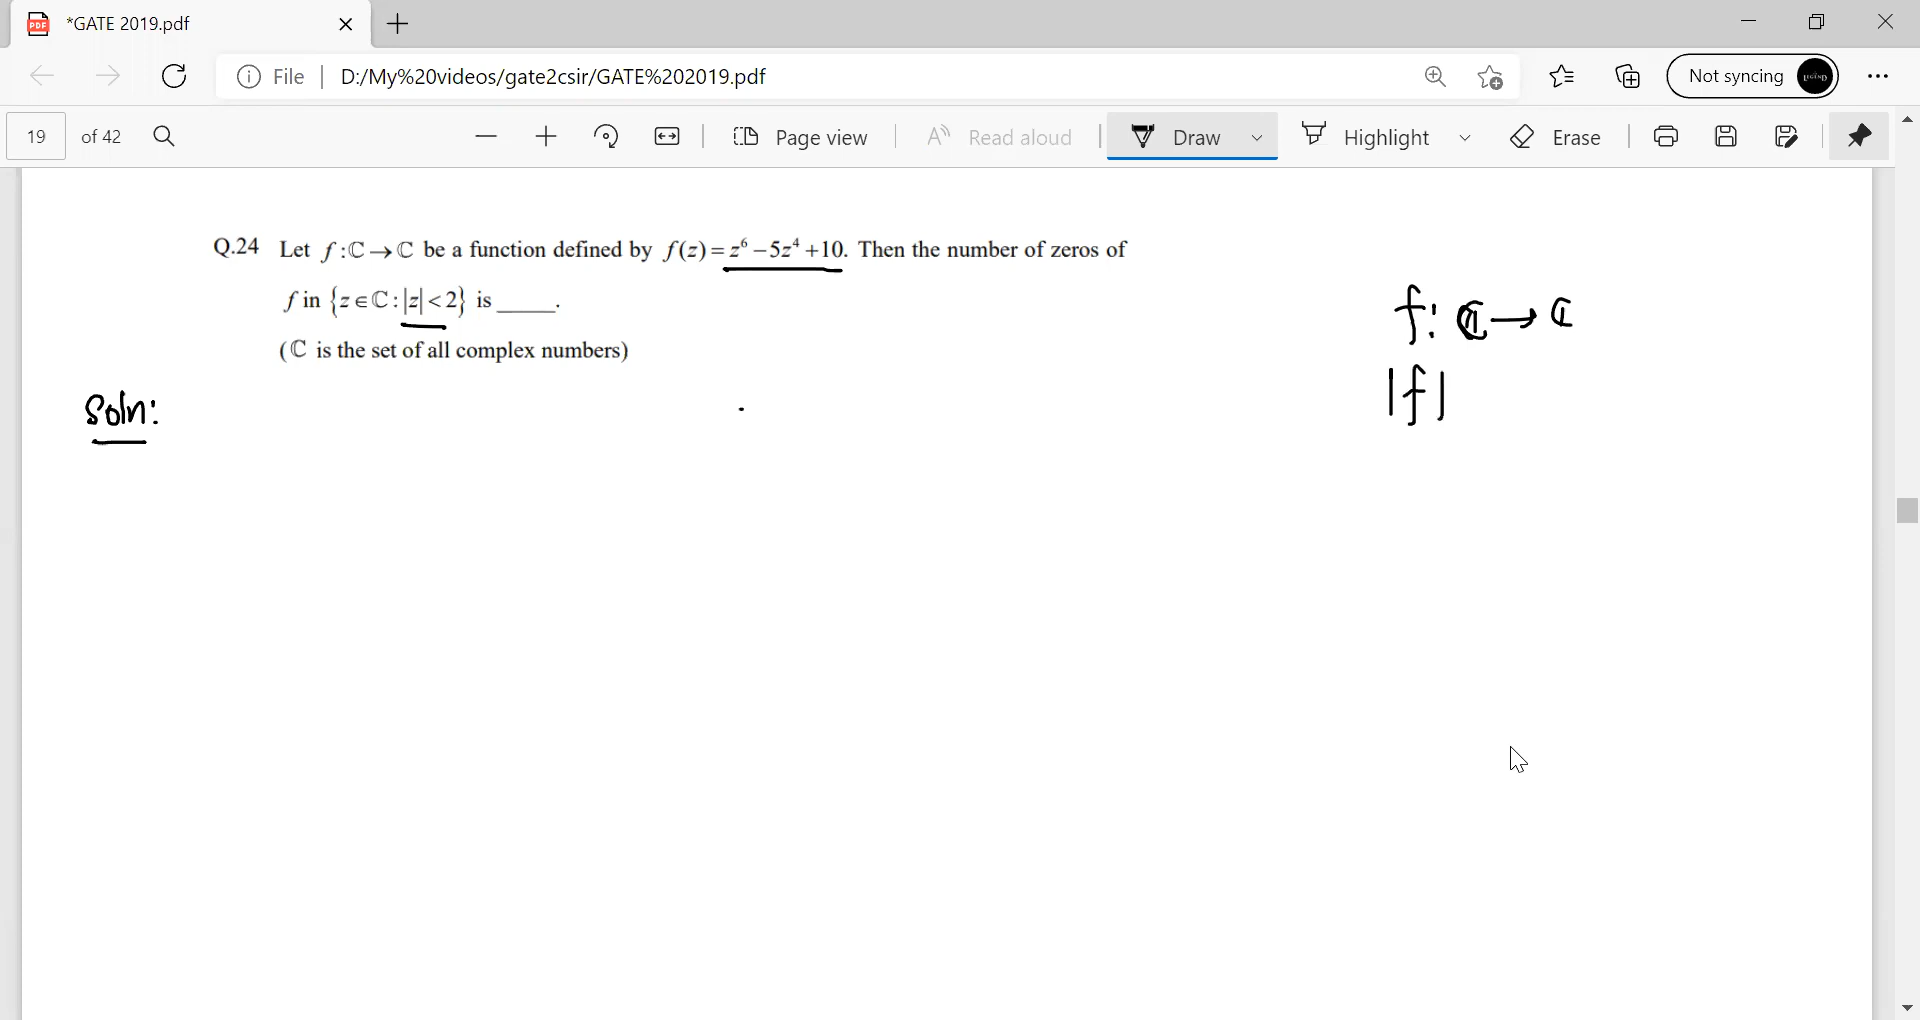 *GATE 2019.pdf
File | D:/My%20videos/gate2csir/GATE%202019.pdf
Not syncing
LEGEND
19 of 42
Page view
Read aloud
Draw
Highlight
Erase
Q.24 Let f : ℂ → ℂ be a function defined by f(z) = z⁶ − 5z⁴ + 10. Then the number of zeros of
f in {z ∈ ℂ : |z| < 2} is _____.
(ℂ is the set of all complex numbers)
f: ℂ → ℂ
|f|
Soln: